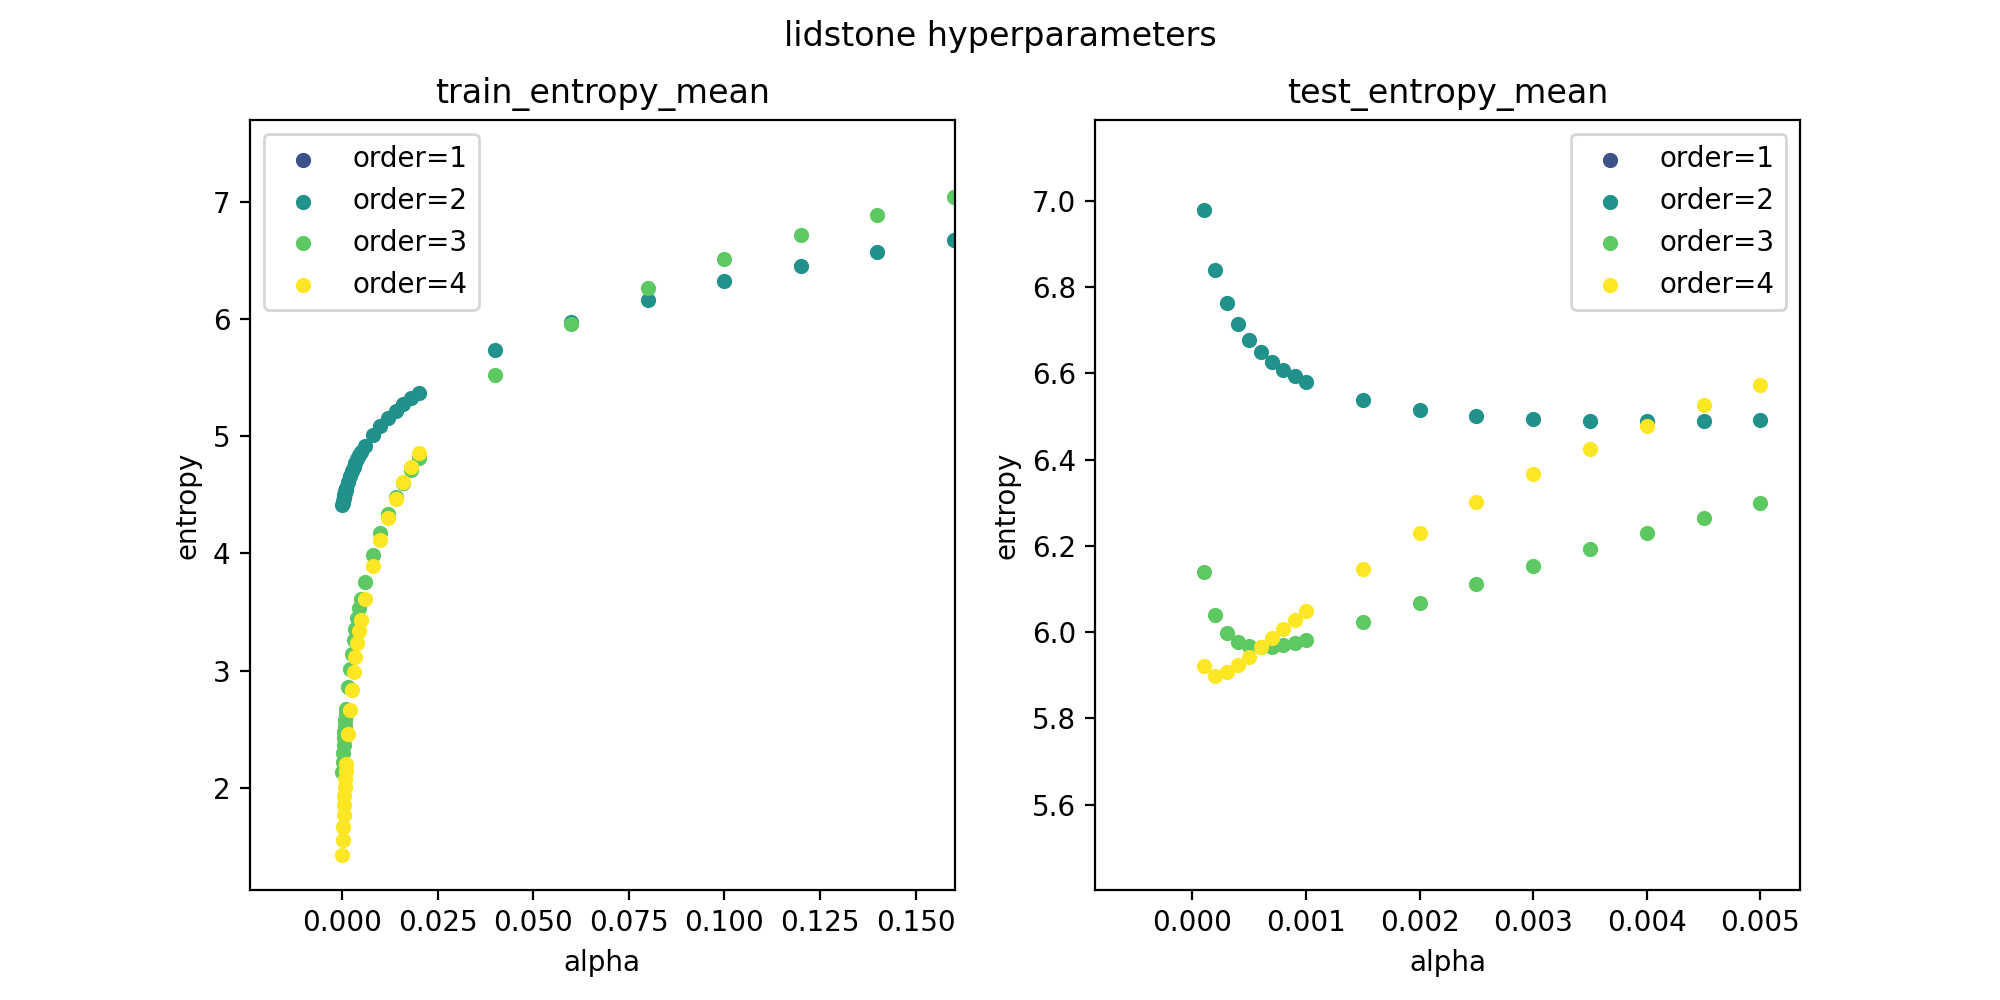 lidstone hyperparameters
train_entropy_mean
order=1
order=2
order=3
order=4
7
6
5
4
3
2
entropy
0.000 0.025 0.050 0.075 0.100 0.125 0.150
alpha
test_entropy_mean
order=1
order=2
order=3
order=4
7.0
6.8
6.6
6.4
6.2
6.0
5.8
5.6
entropy
0.000 0.001 0.002 0.003 0.004 0.005
alpha